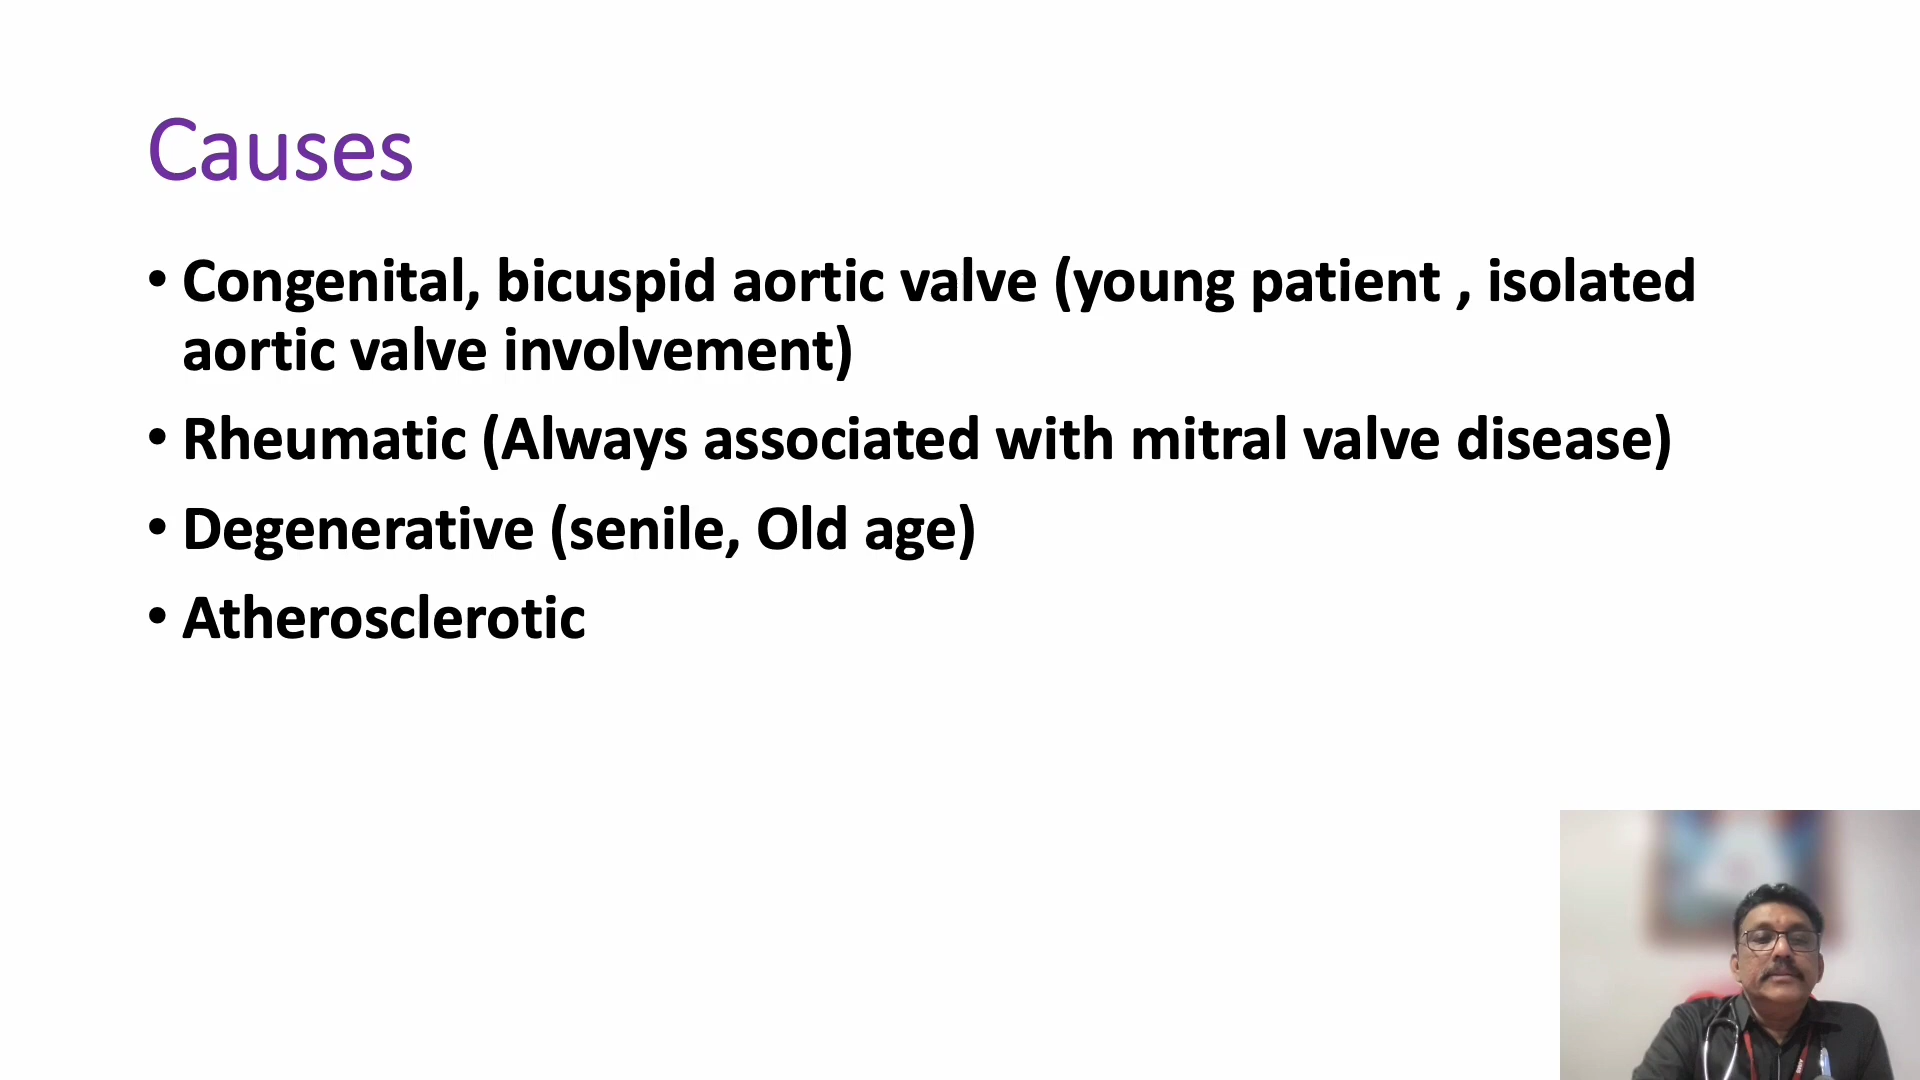 Causes
• Congenital, bicuspid aortic valve (young patient , isolated
aortic valve involvement)
• Rheumatic (Always associated with mitral valve disease)
• Degenerative (senile, Old age)
• Atherosclerotic